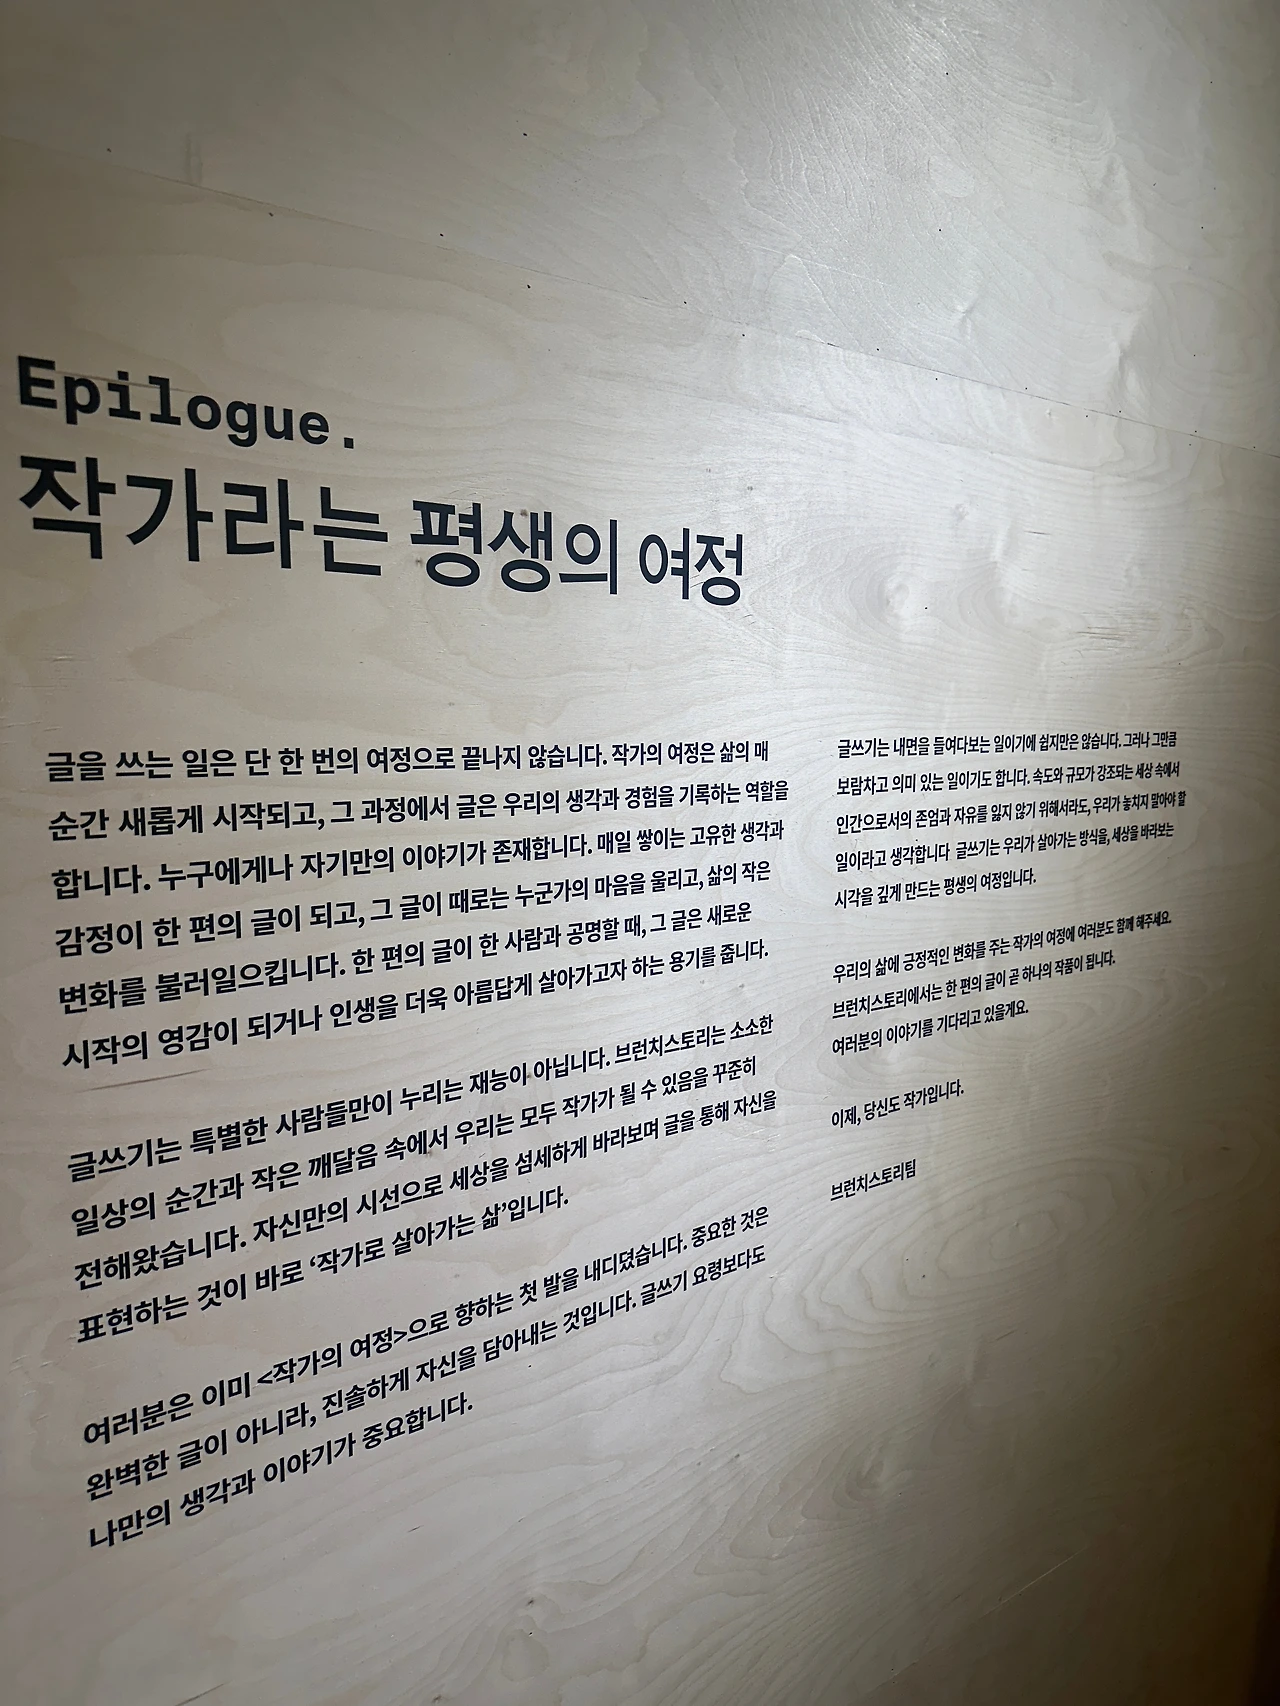 Epilogue.
작가라는 평생의 여정
글을 쓰는 일은 단 한 번의 여정으로 끝나지 않습니다. 작가의 여정은 삶의 매
순간 새롭게 시작되고, 그 과정에서 글은 우리의 생각과 경험을 기록하는 역할을
합니다. 누구에게나 자기만의 이야기가 존재합니다. 매일 쌓이는 고유한 생각과
감정이 한 편의 글이 되고, 그 글이 때로는 누군가의 마음을 울리고, 삶의 작은
변화를 불러일으킵니다. 한 편의 글이 한 사람과 공명할 때, 그 글은 새로운
시작의 영감이 되거나 인생을 더욱 아름답게 살아가고자 하는 용기를 줍니다.
글쓰기는 특별한 사람들만이 누리는 재능이 아닙니다. 브런치스토리는 소소한
일상의 순간과 작은 깨달음 속에서 우리는 모두 작가가 될 수 있음을 꾸준히
전해왔습니다. 자신만의 시선으로 세상을 섬세하게 바라보며 글을 통해 자신을
표현하는 것이 바로 ‘작가로 살아가는 삶’입니다.
여러분은 이미 <작가의 여정>으로 향하는 첫 발을 내디뎠습니다. 중요한 것은
완벽한 글이 아니라, 진솔하게 자신을 담아내는 것입니다. 글쓰기 요령보다도
나만의 생각과 이야기가 중요합니다.
글쓰기는 내면을 들여다보는 일이기에 쉽지만은 않습니다. 그러나 그만큼
보람차고 의미 있는 일이기도 합니다. 속도와 규모가 강조되는 세상 속에서
인간으로서의 존엄과 자유를 잃지 않기 위해서라도, 우리가 놓치지 말아야 할
일이라고 생각합니다 글쓰기는 우리가 살아가는 방식을, 세상을 바라보는
시각을 깊게 만드는 평생의 여정입니다.
우리의 삶에 긍정적인 변화를 주는 작가의 여정에 여러분도 함께 해주세요.
브런치스토리에서는 한 편의 글이 곧 하나의 작품이 됩니다.
여러분의 이야기를 기다리고 있을게요.
이제, 당신도 작가입니다.
브런치스토리팀